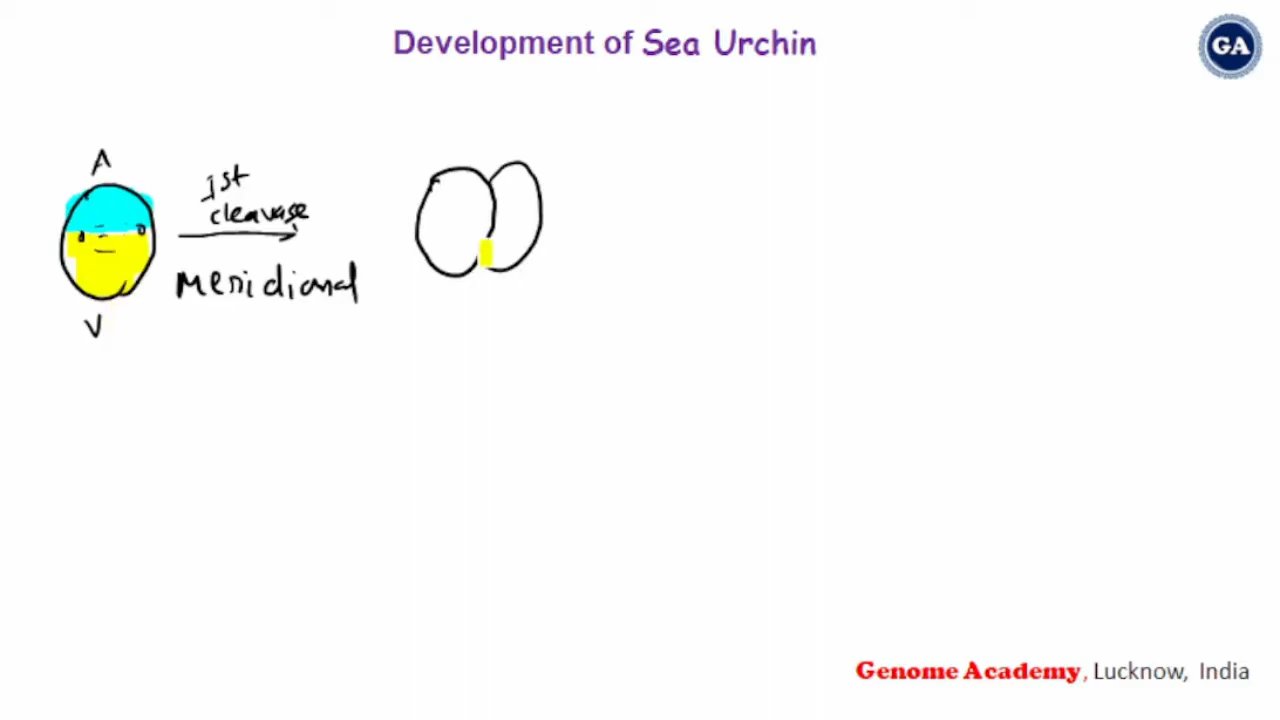 Development of Sea Urchin
GA
A
1st
cleavage
Meridional
V
Genome Academy, Lucknow, India